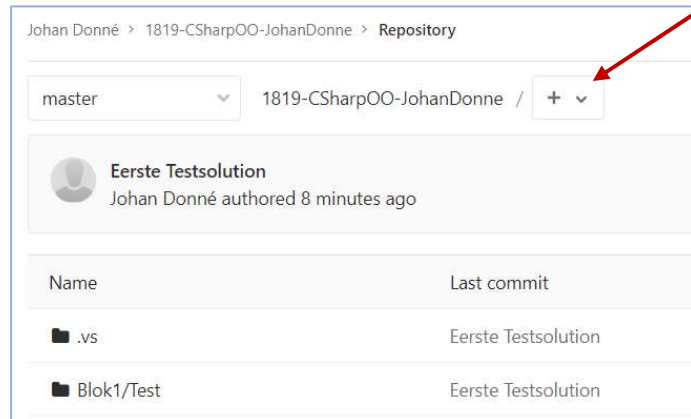 Johan Donné > 1819-CSharpOO-JohanDonne > Repository
master 1819-CSharpOO-JohanDonne / +
Eerste Testsolution
Johan Donné authored 8 minutes ago
Name Last commit
.vs Eerste Testsolution
Blok1/Test Eerste Testsolution